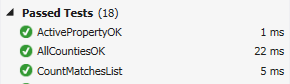 Passed Tests (18)
ActivePropertyOK 1 ms
AllCountiesOK 22 ms
CountMatchesList 5 ms